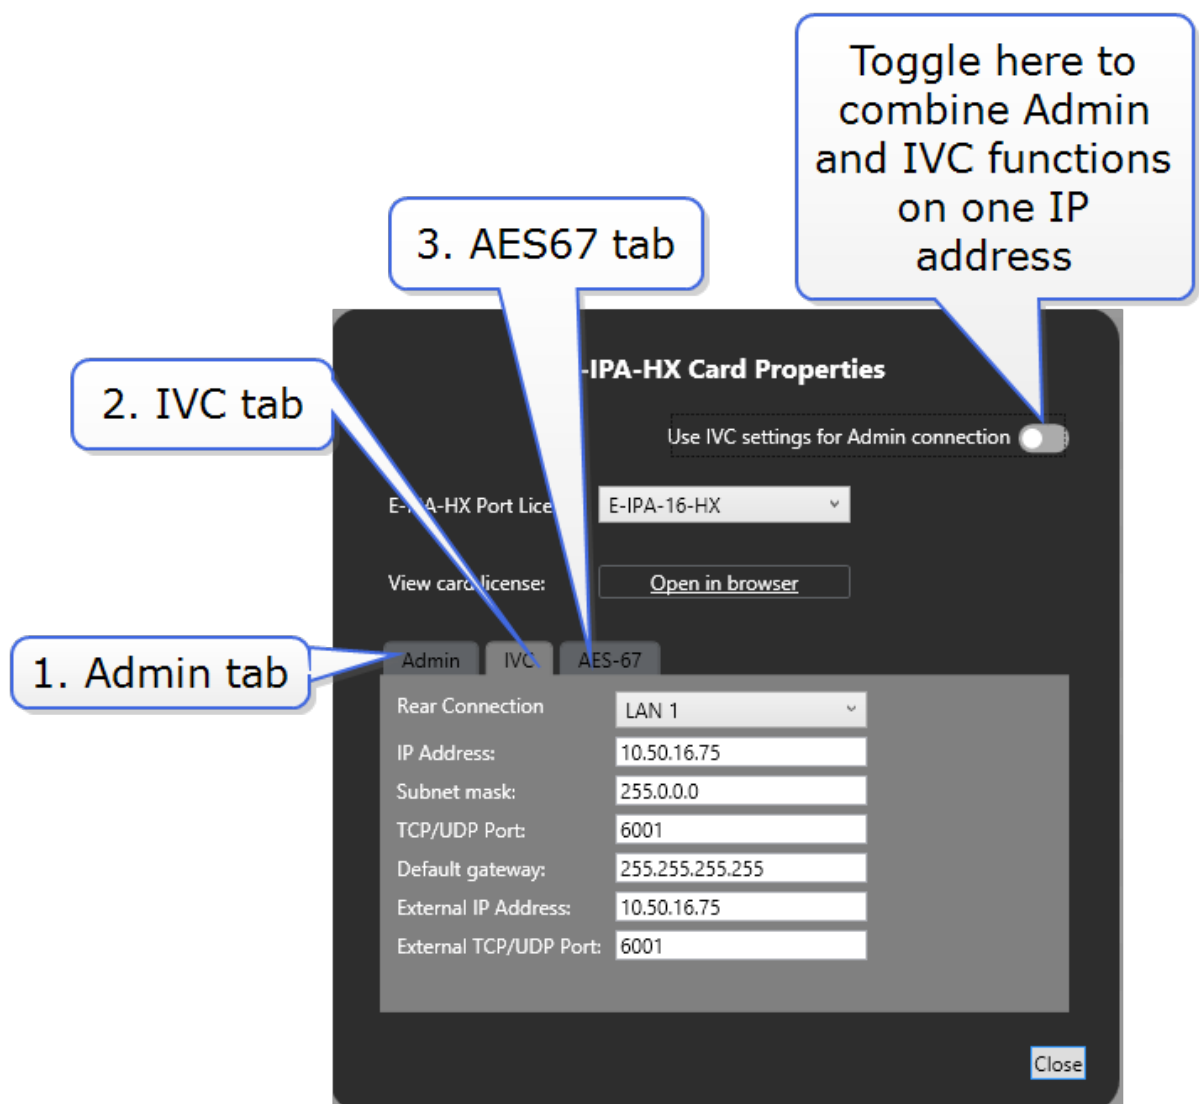 Toggle here to
combine Admin
and IVC functions
on one IP
address
3. AES67 tab
2. IVC tab
1. Admin tab
-IPA-HX Card Properties
Use IVC settings for Admin connection
E-IPA-HX Port Lice
E-IPA-16-HX
View card license:
Open in browser
Admin
IVC
AES-67
Rear Connection
LAN 1
IP Address:
10.50.16.75
Subnet mask:
255.0.0.0
TCP/UDP Port:
6001
Default gateway:
255.255.255.255
External IP Address:
10.50.16.75
External TCP/UDP Port:
6001
Close